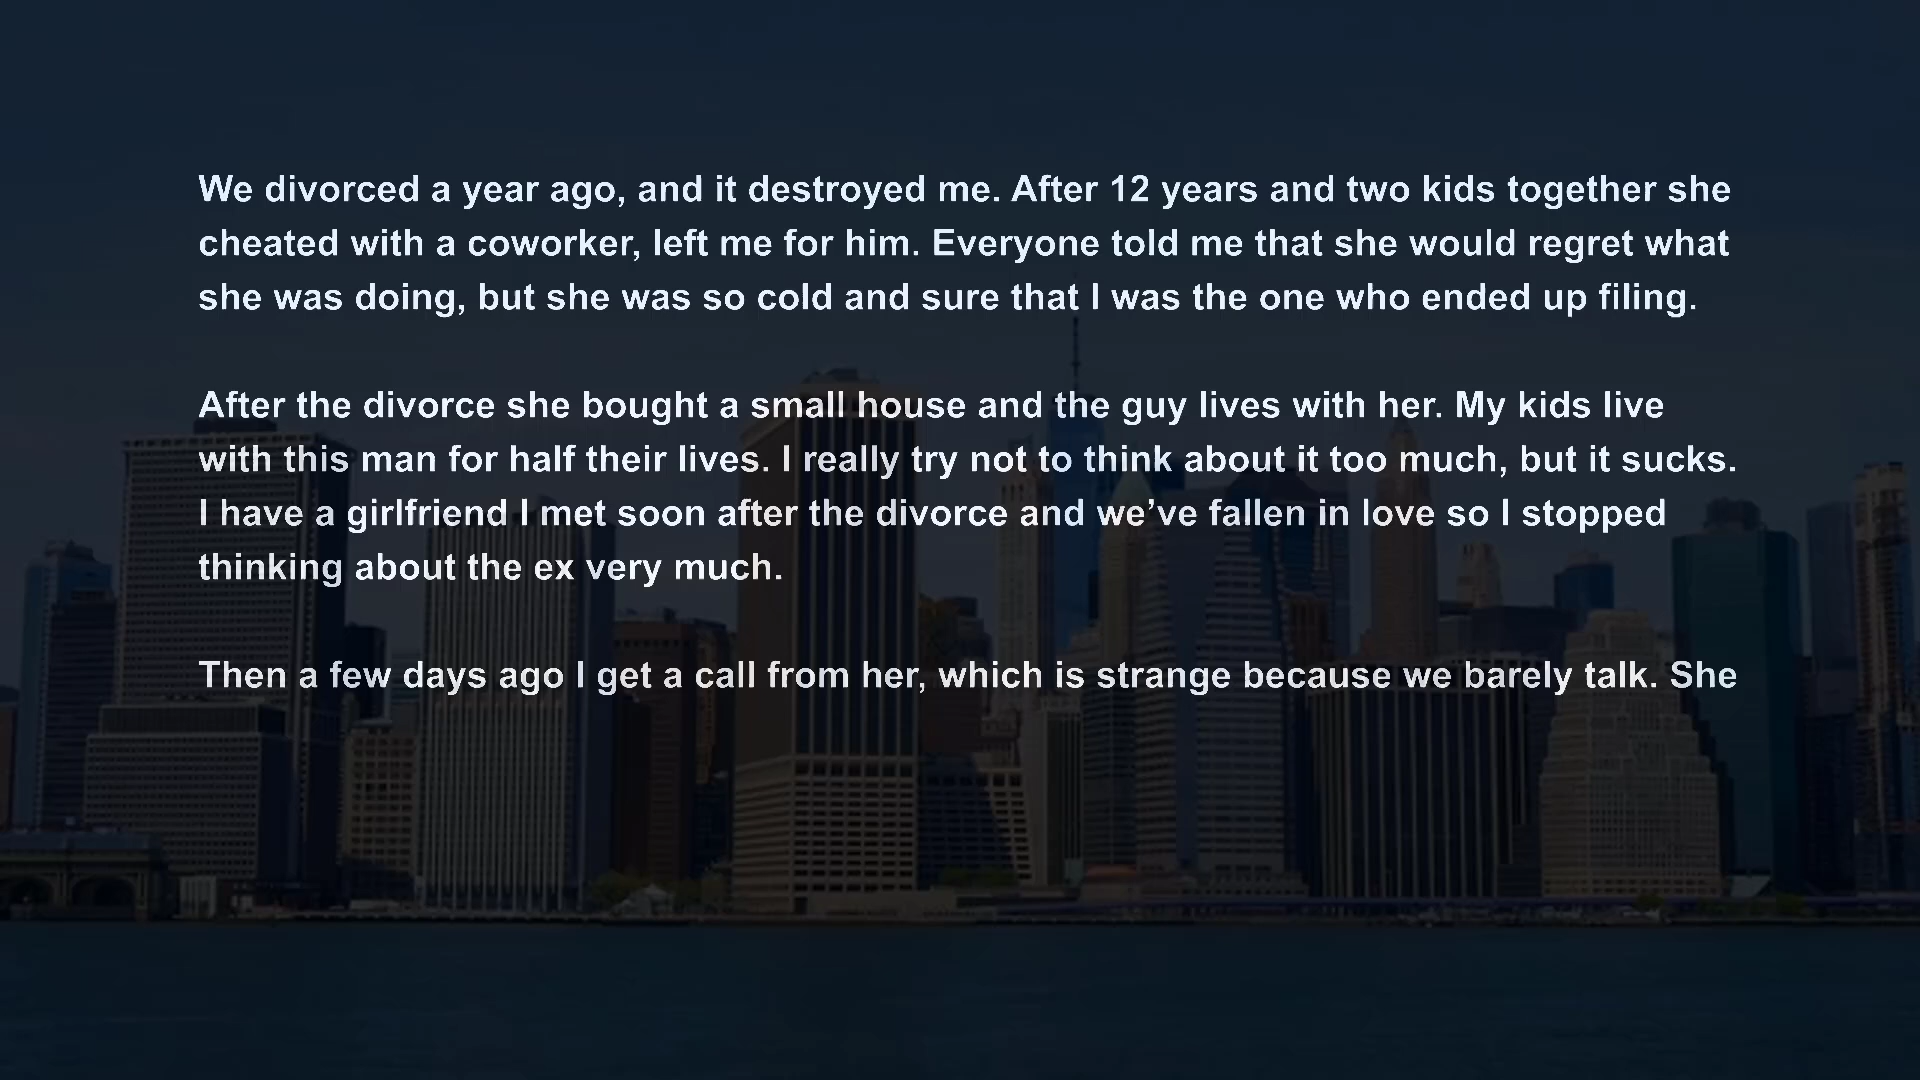 We divorced a year ago, and it destroyed me. After 12 years and two kids together she
cheated with a coworker, left me for him. Everyone told me that she would regret what
she was doing, but she was so cold and sure that I was the one who ended up filing.
After the divorce she bought a small house and the guy lives with her. My kids live
with this man for half their lives. I really try not to think about it too much, but it sucks.
I have a girlfriend I met soon after the divorce and we’ve fallen in love so I stopped
thinking about the ex very much.
Then a few days ago I get a call from her, which is strange because we barely talk. She